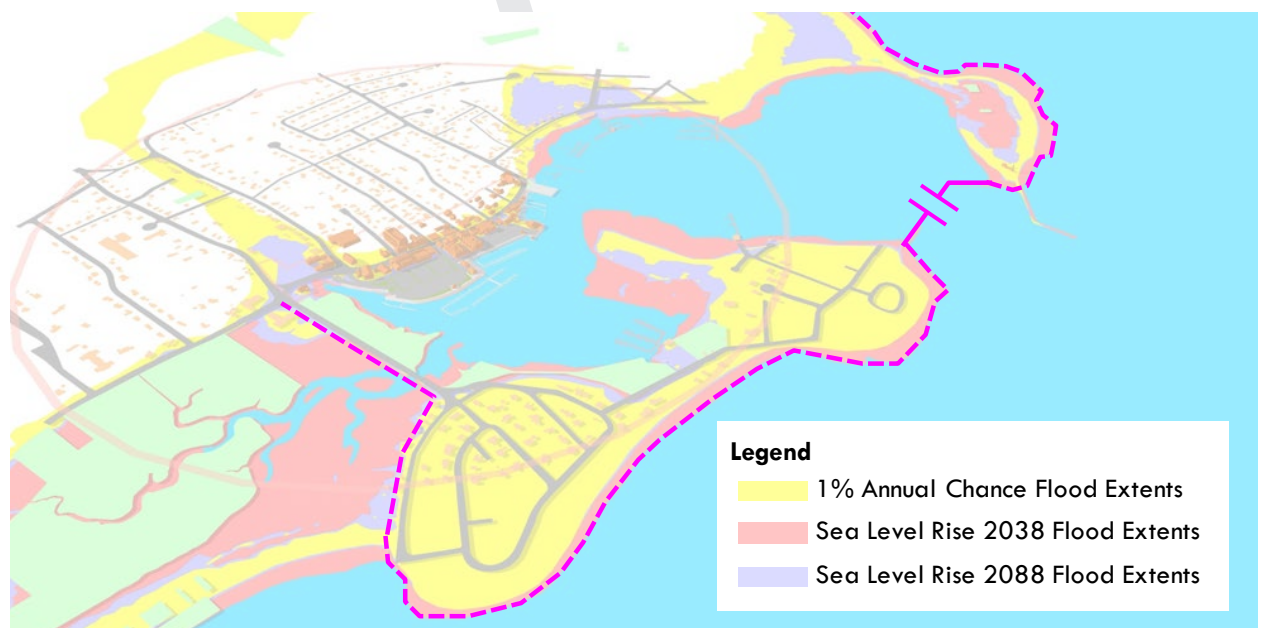 Legend
1% Annual Chance Flood Extents
Sea Level Rise 2038 Flood Extents
Sea Level Rise 2088 Flood Extents